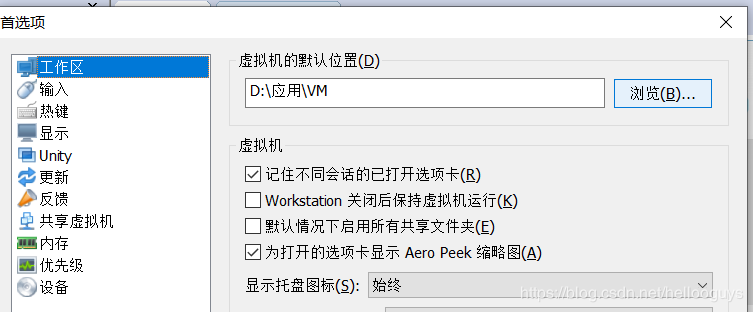 首选项
工作区
输入
热键
显示
Unity
更新
反馈
共享虚拟机
内存
优先级
设备
虚拟机的默认位置(D)
D:\应用\VM
浏览(B)...
虚拟机
记住不同会话的已打开选项卡(R)
Workstation 关闭后保持虚拟机运行(K)
默认情况下启用所有共享文件夹(E)
为打开的选项卡显示 Aero Peek 缩略图(A)
显示托盘图标(S):
始终
https://blog.csdn.net/hellooguys